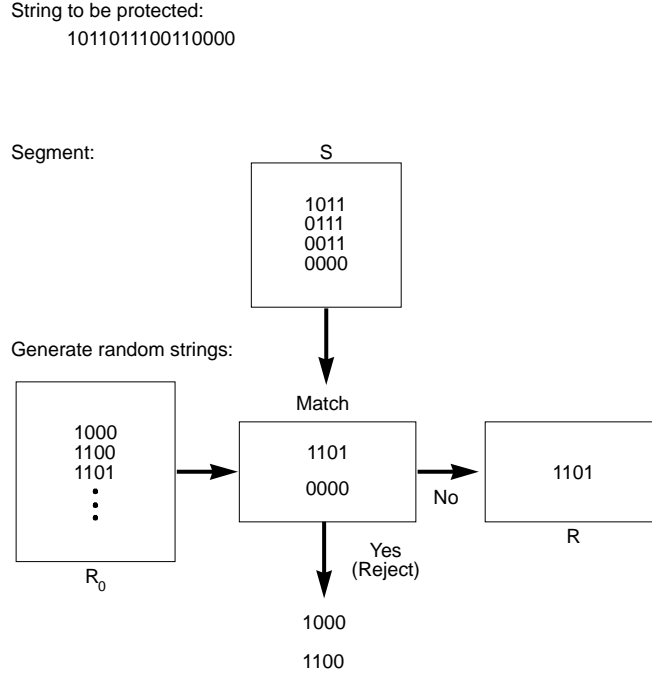 String to be protected:
1011011100110000
Segment:
S
1011
0111
0011
0000
Generate random strings:
1000
1100
1101
R0
Match
1101
0000
No
1101
R
Yes
(Reject)
1000
1100